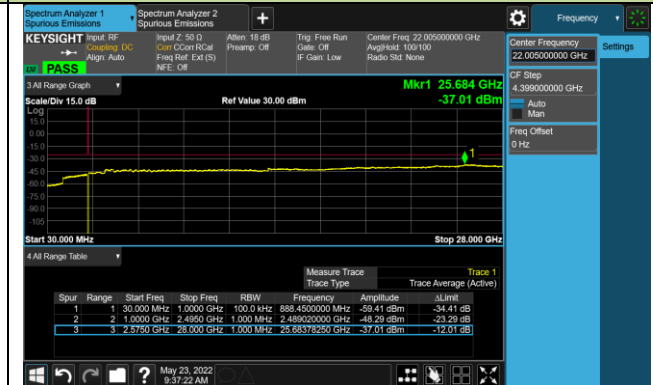 Spectrum Analyzer 1
Spurious Emissions
Spectrum Analyzer 2
Spurious Emissions
Frequency
KEYSIGHT
Input: RF
Coupling: DC
Align: Auto
Input Z: 50 Ω
Corr CCorr RCal
Freq Ref: Ext (S)
NFE: Off
Atten: 18 dB
Preamp: Off
Trig: Free Run
Gate: Off
IF Gain: Low
Center Freq: 22.005000000 GHz
Avg|Hold: 100/100
Radio Std: None
PASS
Center Frequency
22.005000000 GHz
Settings
CF Step
4.399000000 GHz
Auto
Man
Freq Offset
0 Hz
3 All Range Graph
Mkr1 25.684 GHz
Scale/Div 15.0 dB
Ref Value 30.00 dBm
-37.01 dBm
Log
15.0
0.00
-15.0
-30.0
-45.0
-60.0
-75.0
-90.0
-105
1
Start 30.000 MHz
Stop 28.000 GHz
4 All Range Table
Measure Trace Trace 1
Trace Type Trace Average (Active)
Spur Range Start Freq Stop Freq RBW Frequency Amplitude ΔLimit
1 1 30.000 MHz 1.0000 GHz 100.0 kHz 888.4500000 MHz -59.41 dBm -34.41 dB
2 2 1.0000 GHz 2.4950 GHz 1.000 MHz 2.489020000 GHz -48.29 dBm -23.29 dB
3 3 2.5750 GHz 28.000 GHz 1.000 MHz 25.68378250 GHz -37.01 dBm -12.01 dB
May 23, 2022
9:37:22 AM